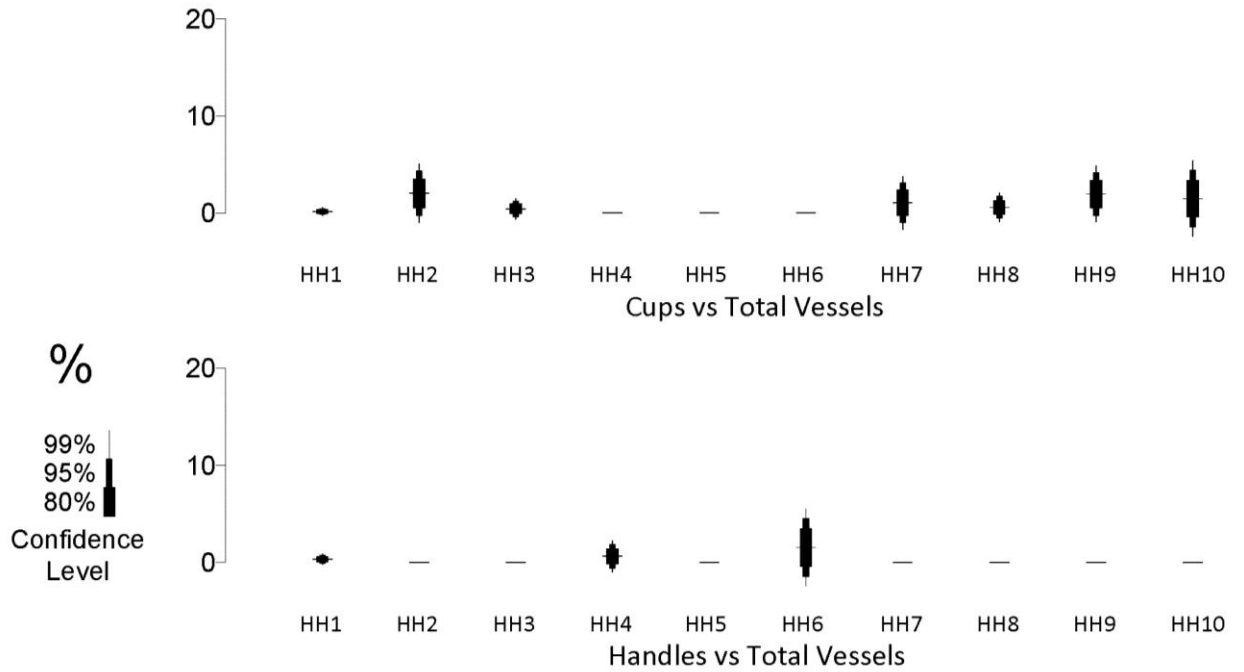 20
10
0
HH1 HH2 HH3 HH4 HH5 HH6 HH7 HH8 HH9 HH10
Cups vs Total Vessels
%
99%
95%
80%
Confidence
Level
20
10
0
HH1 HH2 HH3 HH4 HH5 HH6 HH7 HH8 HH9 HH10
Handles vs Total Vessels